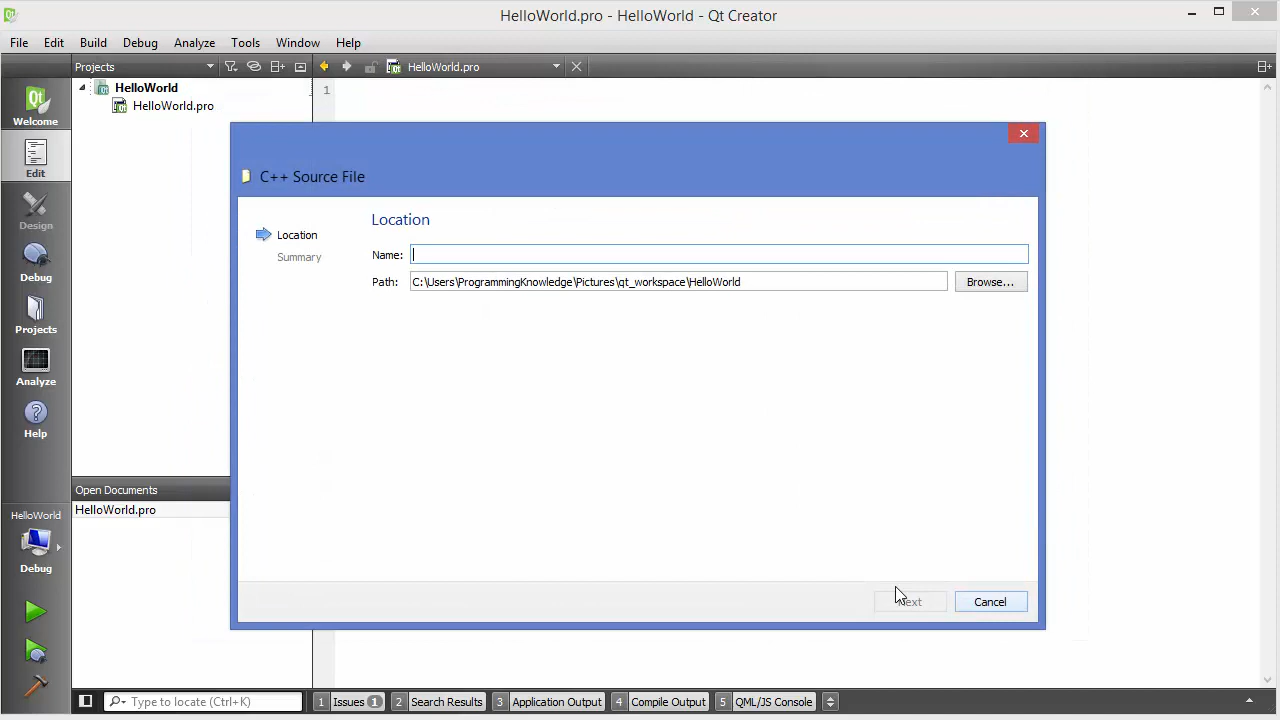 HelloWorld.pro - HelloWorld - Qt Creator
File Edit Build Debug Analyze Tools Window Help
Projects
HelloWorld.pro
HelloWorld
HelloWorld.pro
1
Welcome
Edit
Design
Debug
Projects
Analyze
Help
C++ Source File
Location
Summary
Location
Name:
Path: C:\Users\ProgrammingKnowledge\Pictures\qt_workspace\HelloWorld Browse...
Next Cancel
Open Documents
HelloWorld.pro
HelloWorld
Debug
Type to locate (Ctrl+K) 1 Issues 1 2 Search Results 3 Application Output 4 Compile Output 5 QML/JS Console